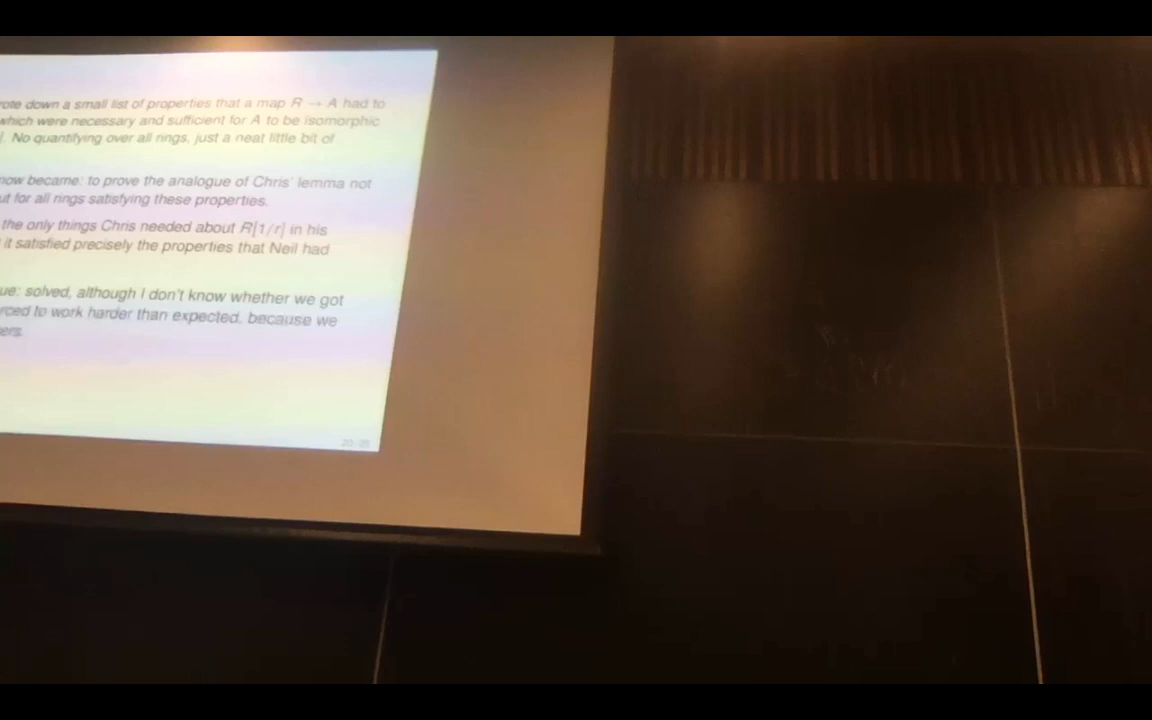 ote down a small list of properties that a map R → A had to
which were necessary and sufficient for A to be isomorphic
]. No quantifying over all rings, just a neat little bit of
now became: to prove the analogue of Chris' lemma not
ut for all rings satisfying these properties.
the only things Chris needed about R[1/r] in his
it satisfied precisely the properties that Neil had
ue: solved, although I don't know whether we got
rced to work harder than expected, because we
ers.